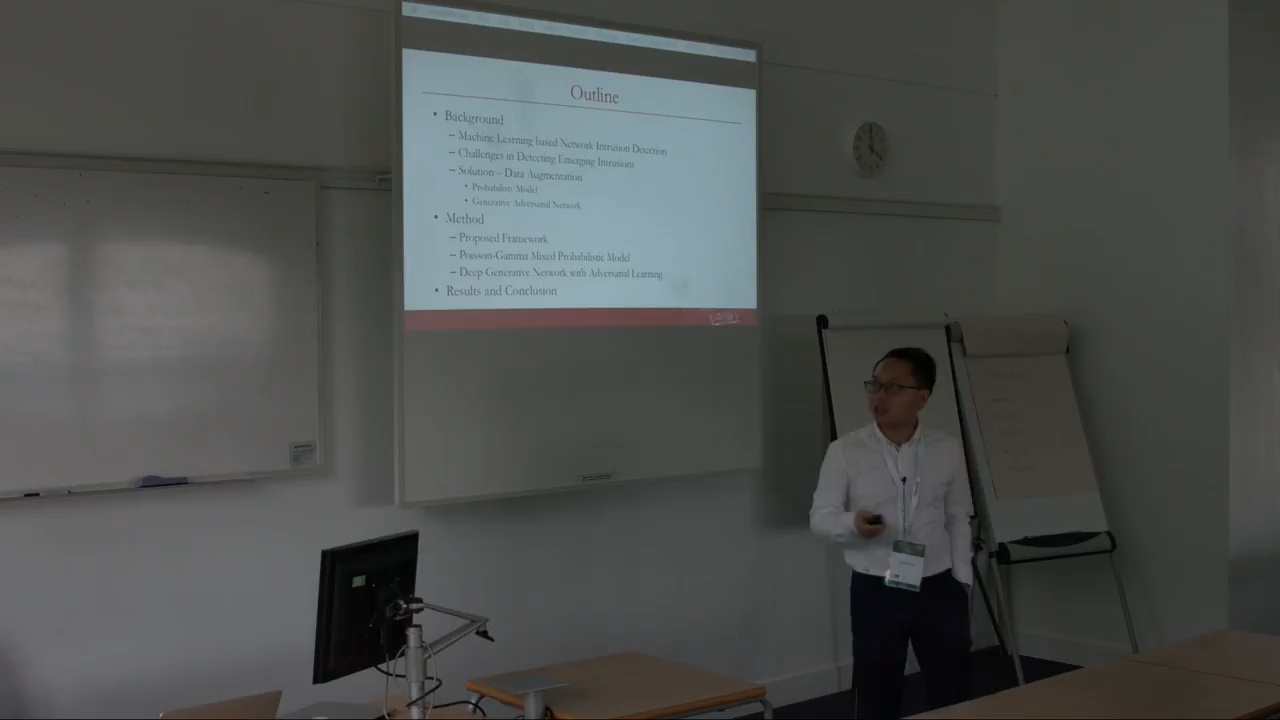 Outline
• Background
– Machine Learning based Network Intrusion Detection
– Challenges in Detecting Emerging Intrusions
– Solution – Data Augmentation
• Probabilistic Model
• Generative Adversarial Network
• Method
– Proposed Framework
– Poisson-Gamma Mixed Probabilistic Model
– Deep Generative Network with Adversarial Learning
• Results and Conclusion